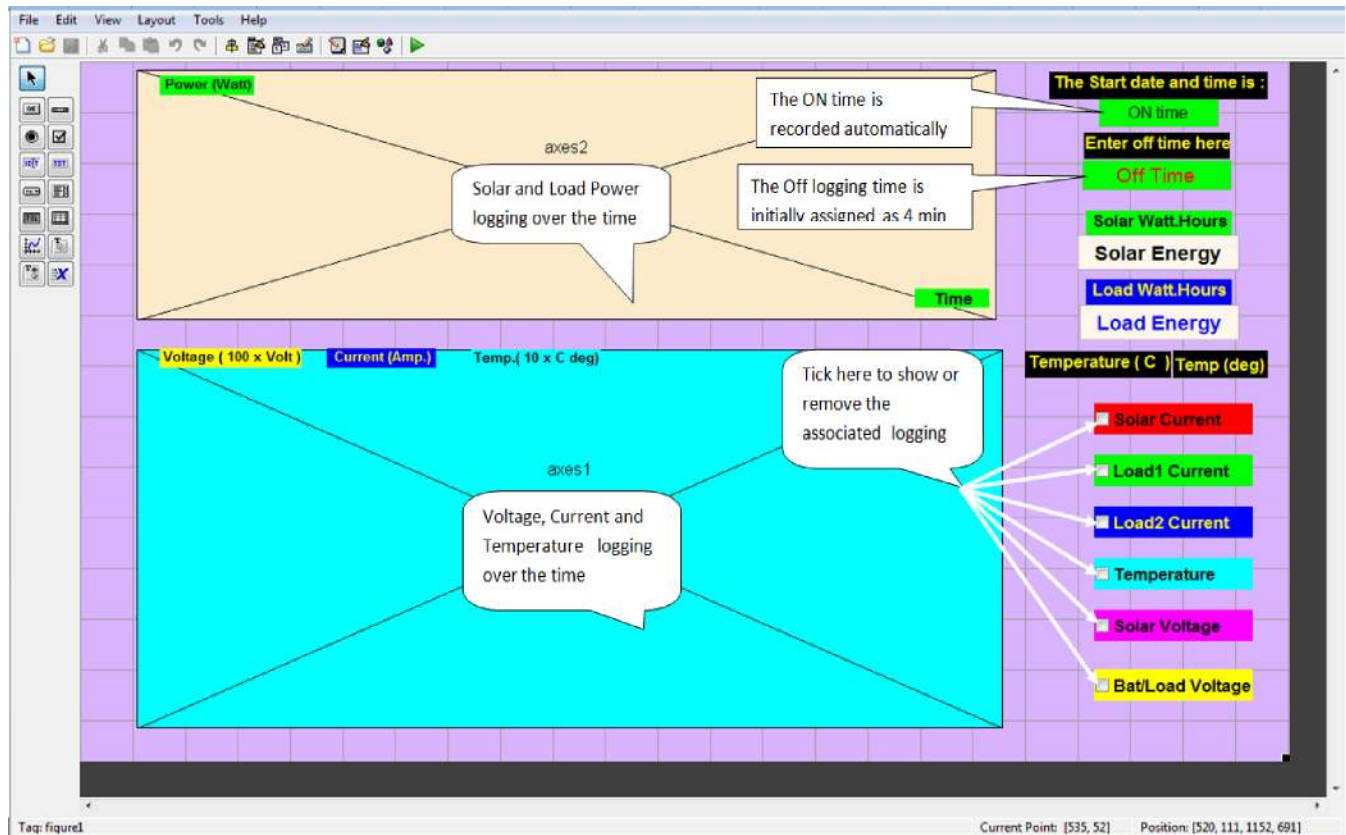 File Edit View Layout Tools Help
Power (Watt)
axes2
Solar and Load Power
logging over the time
The ON time is
recorded automatically
The Off logging time is
initially assigned as 4 min
Time
The Start date and time is :
ON time
Enter off time here
Off Time
Solar Watt.Hours
Solar Energy
Load Watt.Hours
Load Energy
Voltage ( 100 x Volt )
Current (Amp.)
Temp.( 10 x C deg)
axes1
Voltage, Current and
Temperature logging
over the time
Tick here to show or
remove the
associated logging
Temperature ( C )
Temp (deg)
Solar Current
Load1 Current
Load2 Current
Temperature
Solar Voltage
Bat/Load Voltage
Tag: figure1
Current Point: [535, 52]
Position: [520, 111, 1152, 691]